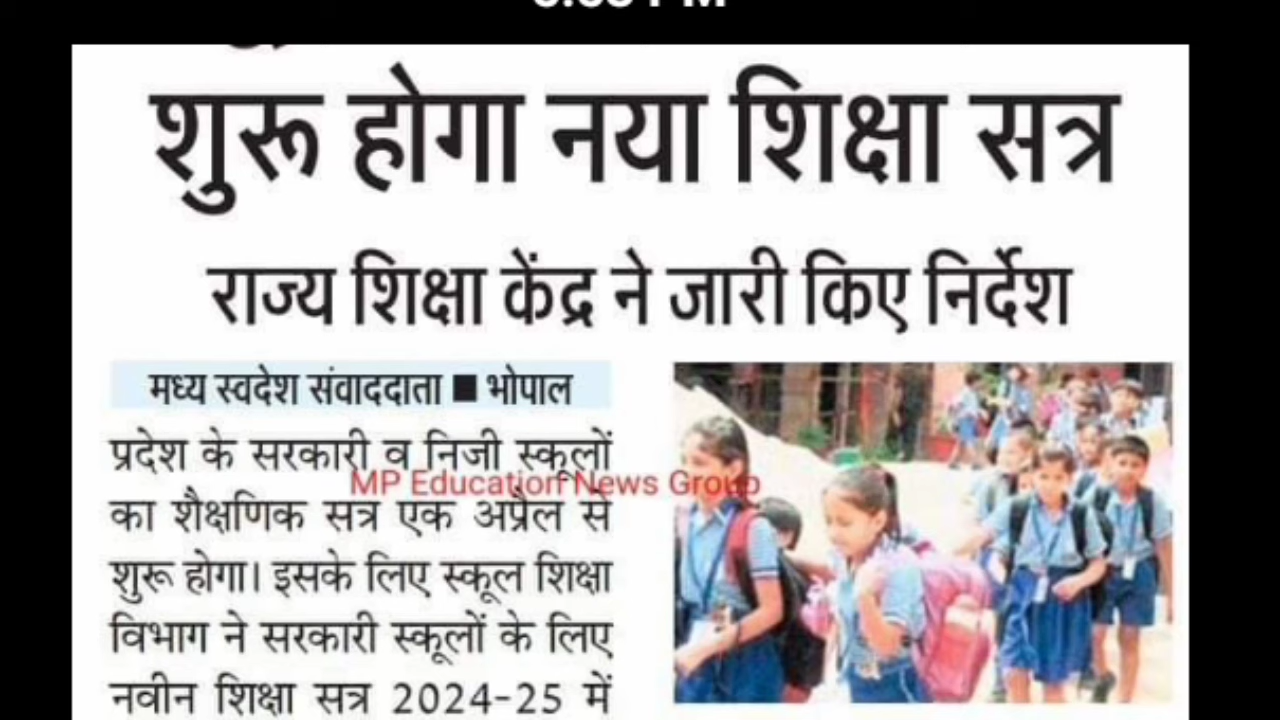 शुरू होगा नया शिक्षा सत्र
राज्य शिक्षा केंद्र ने जारी किए निर्देश
मध्य स्वदेश संवाददाता ■ भोपाल
प्रदेश के सरकारी व निजी स्कूलों
MP Education News Group
का शैक्षणिक सत्र एक अप्रैल से
शुरू होगा। इसके लिए स्कूल शिक्षा
विभाग ने सरकारी स्कूलों के लिए
नवीन शिक्षा सत्र 2024-25 में